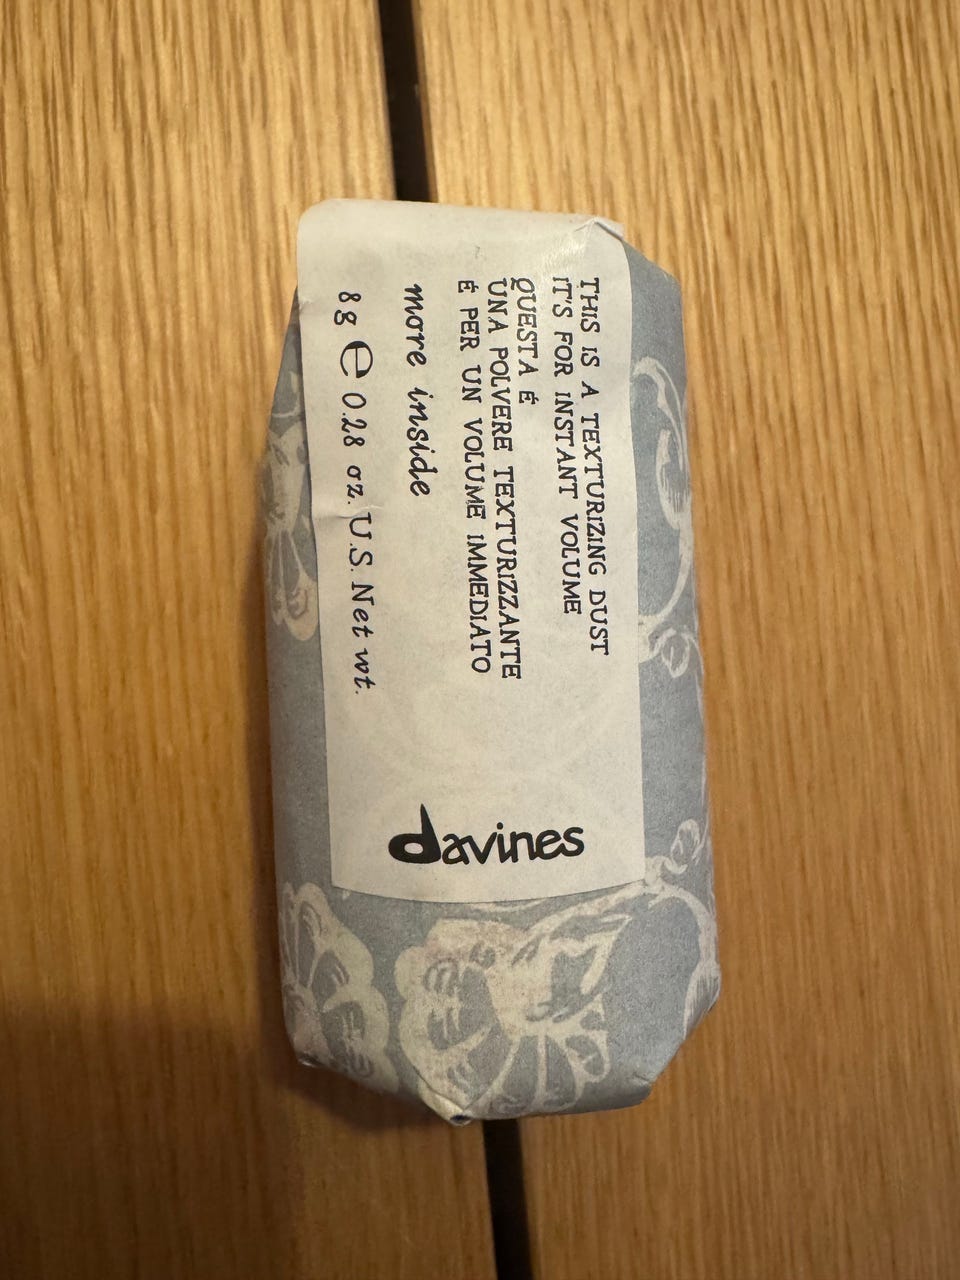 THIS IS A TEXTURIZING DUST
IT'S FOR INSTANT VOLUME
QUESTA É
UNA POLVERE TEXTURIZZANTE
É PER UN VOLUME IMMEDIATO
more inside
8 g ℮ 0.28 oz. U.S. Net wt.
davines